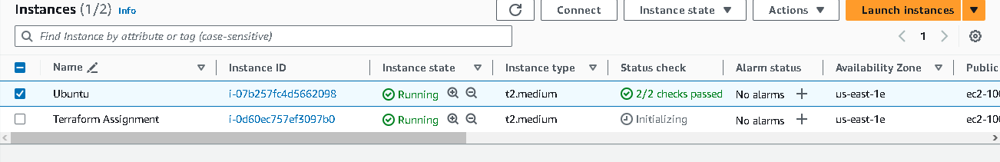 Instances (1/2) Info
Connect Instance state Actions Launch instances
Find Instance by attribute or tag (case-sensitive)
1
Name Instance ID Instance state Instance type Status check Alarm status Availability Zone Public
Ubuntu i-07b257fc4d5662098 Running t2.medium 2/2 checks passed No alarms us-east-1e ec2-100
Terraform Assignment i-0d60ec757ef3097b0 Running t2.medium Initializing No alarms us-east-1e ec2-10